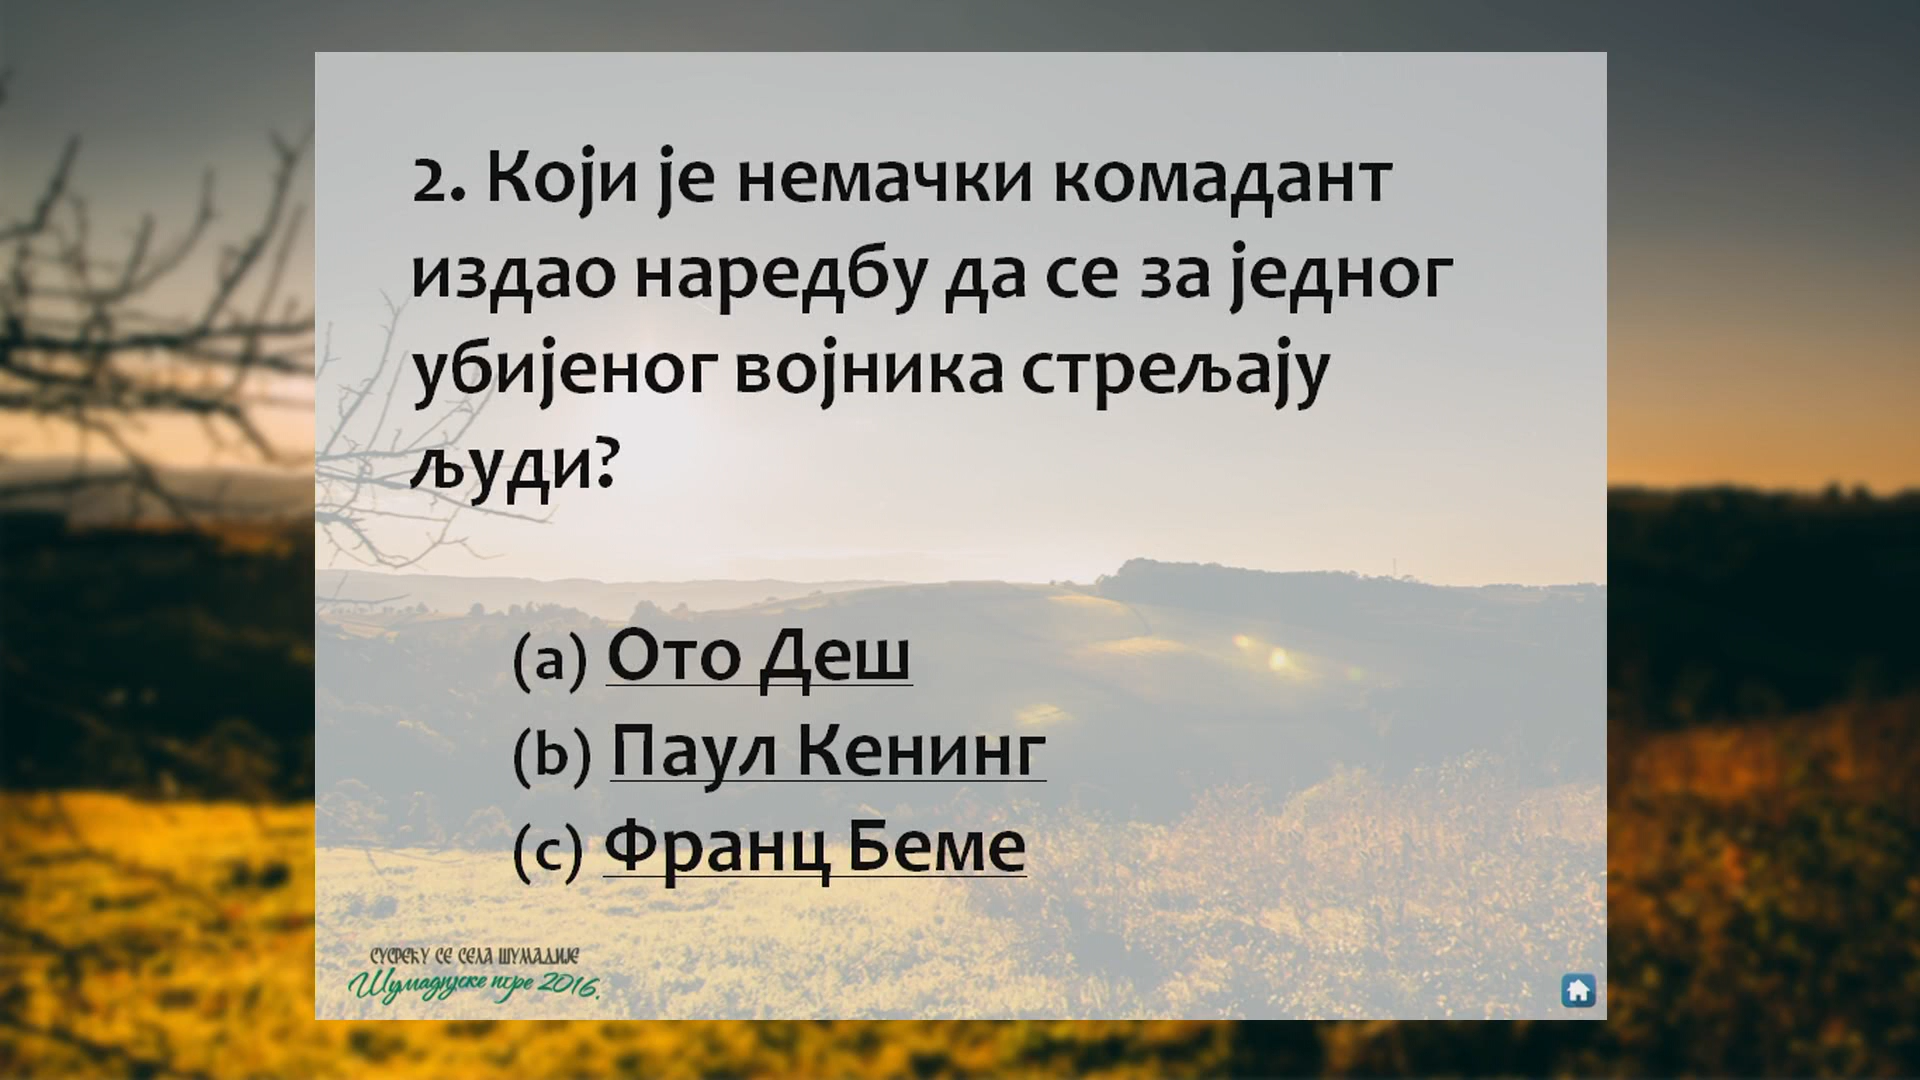 2. Који је немачки комадант
издао наредбу да се за једног
убијеног војника стрељају
људи?
(a) Ото Деш
(b) Паул Кенинг
(c) Франц Беме
СУСРЕЋУ СЕ СЕЛА ШУМАДИЈЕ
Шумадијске игре 2016.